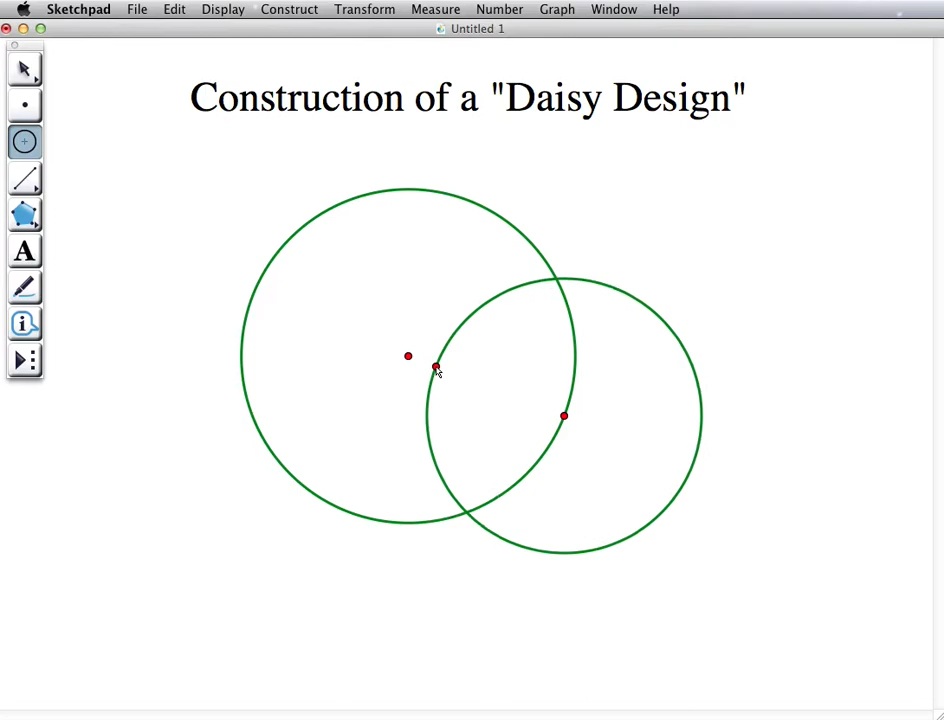 Sketchpad File Edit Display Construct Transform Measure Number Graph Window Help
Untitled 1
Construction of a "Daisy Design"
A
i